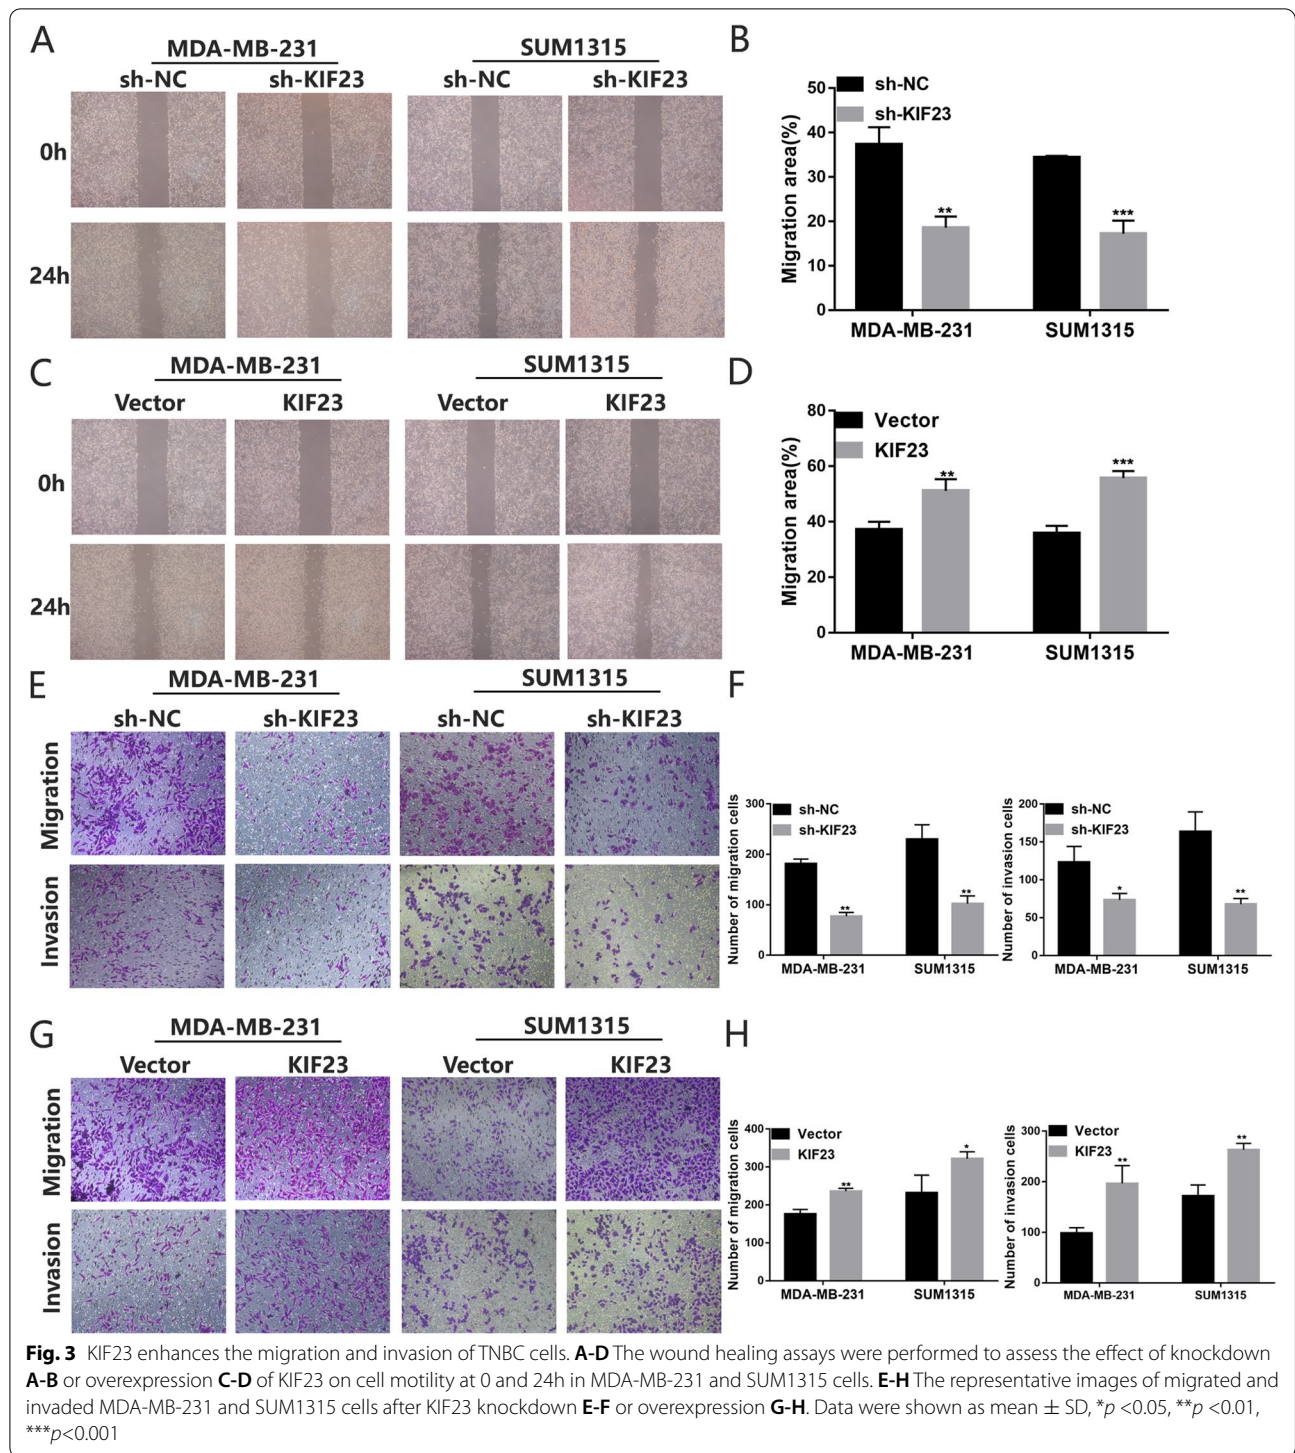 A
MDA-MB-231
SUM1315
sh-NC
sh-KIF23
sh-NC
sh-KIF23
0h
24h
B
sh-NC
sh-KIF23
Migration area(%)
50
40
30
20
10
0
**
***
MDA-MB-231
SUM1315
C
MDA-MB-231
SUM1315
Vector
KIF23
Vector
KIF23
0h
24h
D
Vector
KIF23
Migration area(%)
80
60
40
20
0
**
***
MDA-MB-231
SUM1315
E
MDA-MB-231
SUM1315
sh-NC
sh-KIF23
sh-NC
sh-KIF23
Migration
Invasion
F
sh-NC
sh-KIF23
Number of migration cells
300
200
100
0
**
**
MDA-MB-231
SUM1315
sh-NC
sh-KIF23
Number of invasion cells
200
150
100
50
0
*
**
MDA-MB-231
SUM1315
G
MDA-MB-231
SUM1315
Vector
KIF23
Vector
KIF23
Migration
Invasion
H
Vector
KIF23
Number of migration cells
400
300
200
100
0
**
*
MDA-MB-231
SUM1315
Vector
KIF23
Number of invasion cells
300
200
100
0
**
**
MDA-MB-231
SUM1315
Fig. 3 KIF23 enhances the migration and invasion of TNBC cells. A-D The wound healing assays were performed to assess the effect of knockdown
A-B or overexpression C-D of KIF23 on cell motility at 0 and 24h in MDA-MB-231 and SUM1315 cells. E-H The representative images of migrated and
invaded MDA-MB-231 and SUM1315 cells after KIF23 knockdown E-F or overexpression G-H. Data were shown as mean ± SD, *p <0.05, **p <0.01,
***p<0.001